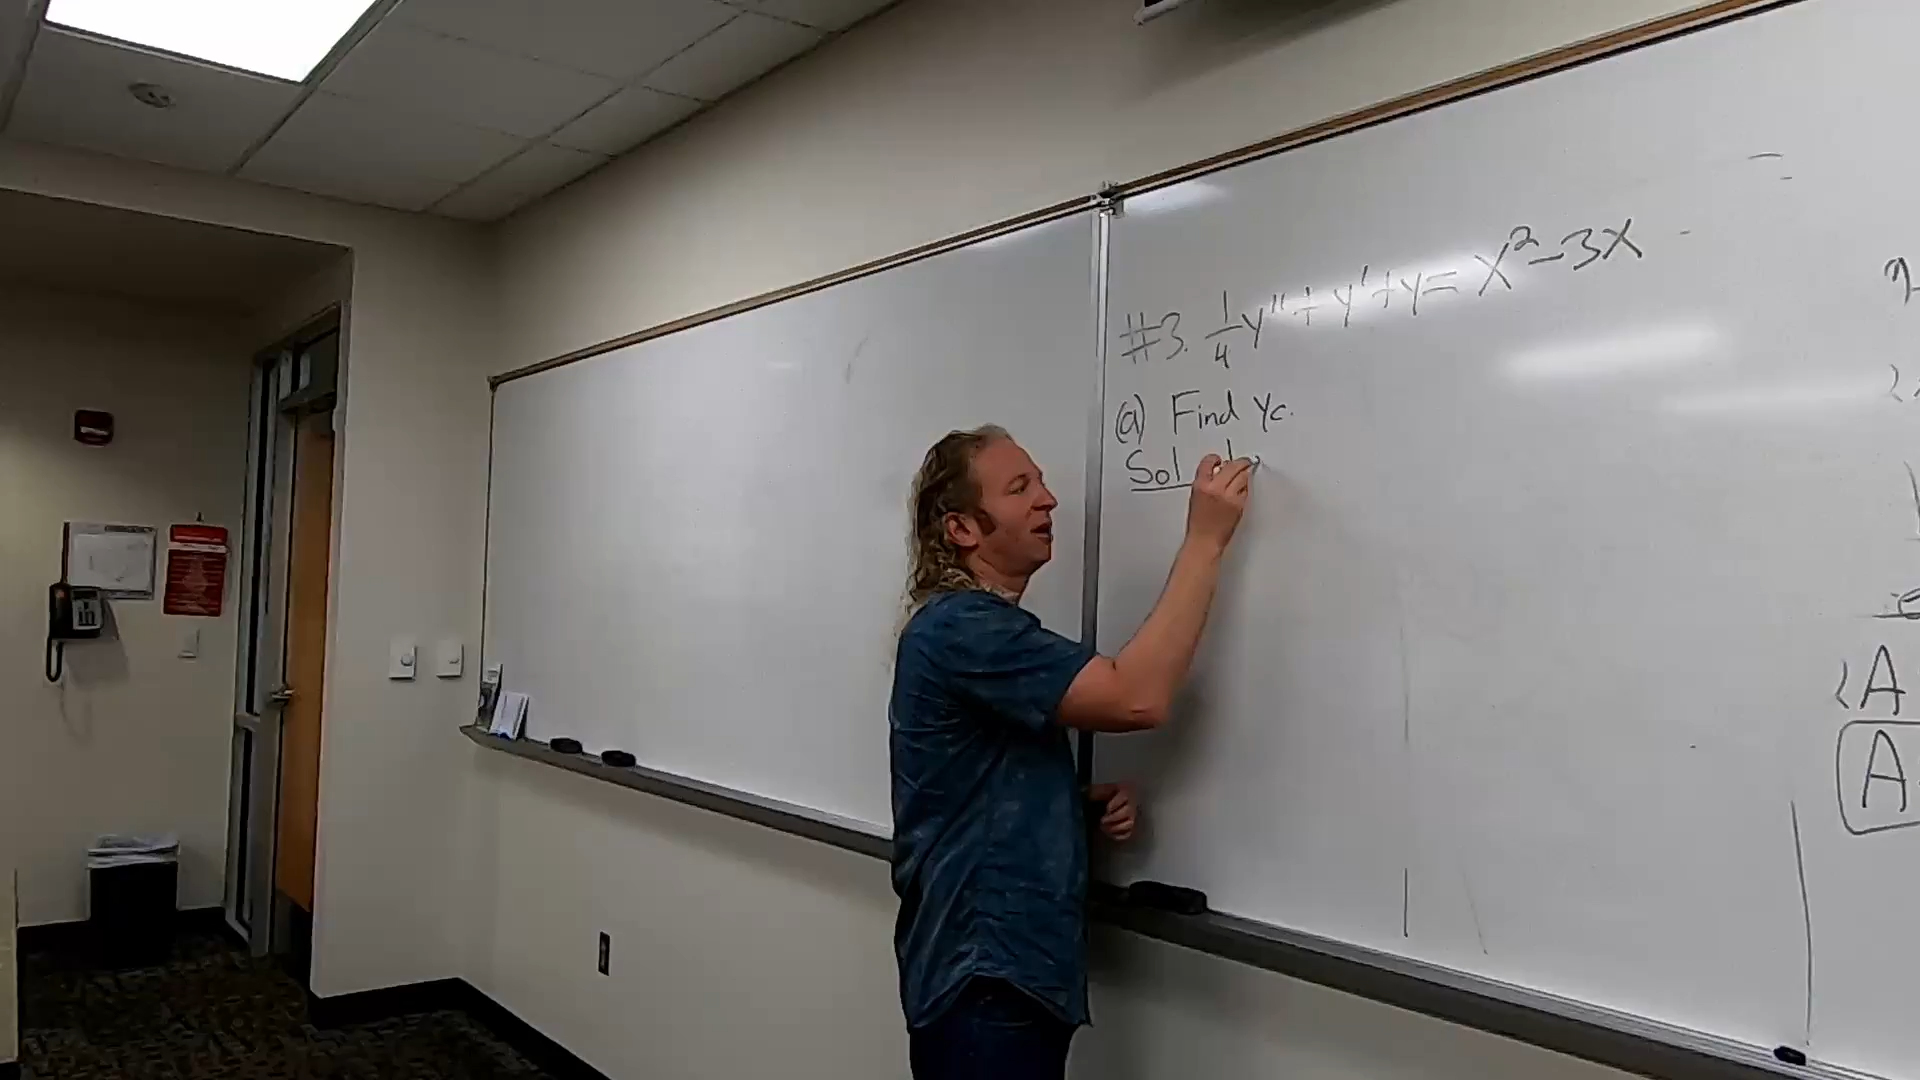 #3. 1/4 y'' + y' + y = x² - 3x
(a) Find yc.
Sol
A
A